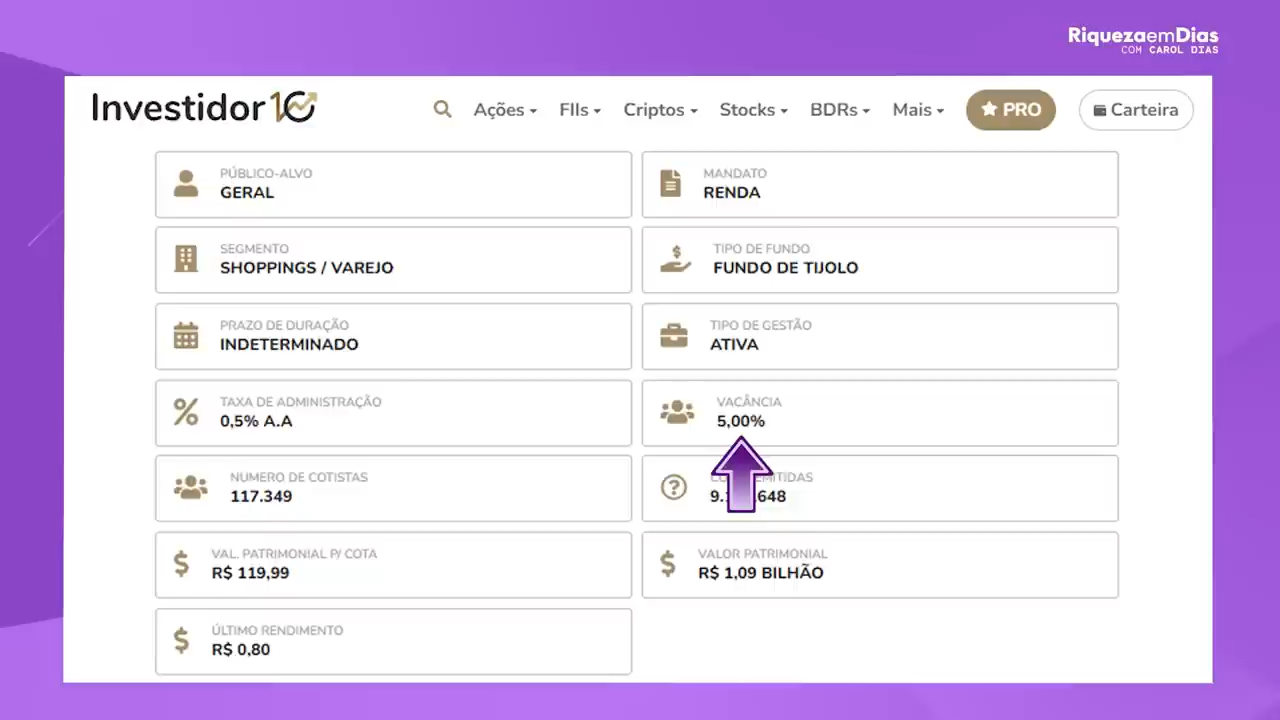 RiquezaemDias
COM CAROL DIAS
Investidor10
Ações
FIIs
Criptos
Stocks
BDRs
Mais
PRO
Carteira
PÚBLICO-ALVO
GERAL
MANDATO
RENDA
SEGMENTO
SHOPPINGS / VAREJO
TIPO DE FUNDO
FUNDO DE TIJOLO
PRAZO DE DURAÇÃO
INDETERMINADO
TIPO DE GESTÃO
ATIVA
TAXA DE ADMINISTRAÇÃO
0,5% A.A
VACÂNCIA
5,00%
NUMERO DE COTISTAS
117.349
EMITIDAS
648
VAL. PATRIMONIAL P/ COTA
R$ 119,99
VALOR PATRIMONIAL
R$ 1,09 BILHÃO
ÚLTIMO RENDIMENTO
R$ 0,80